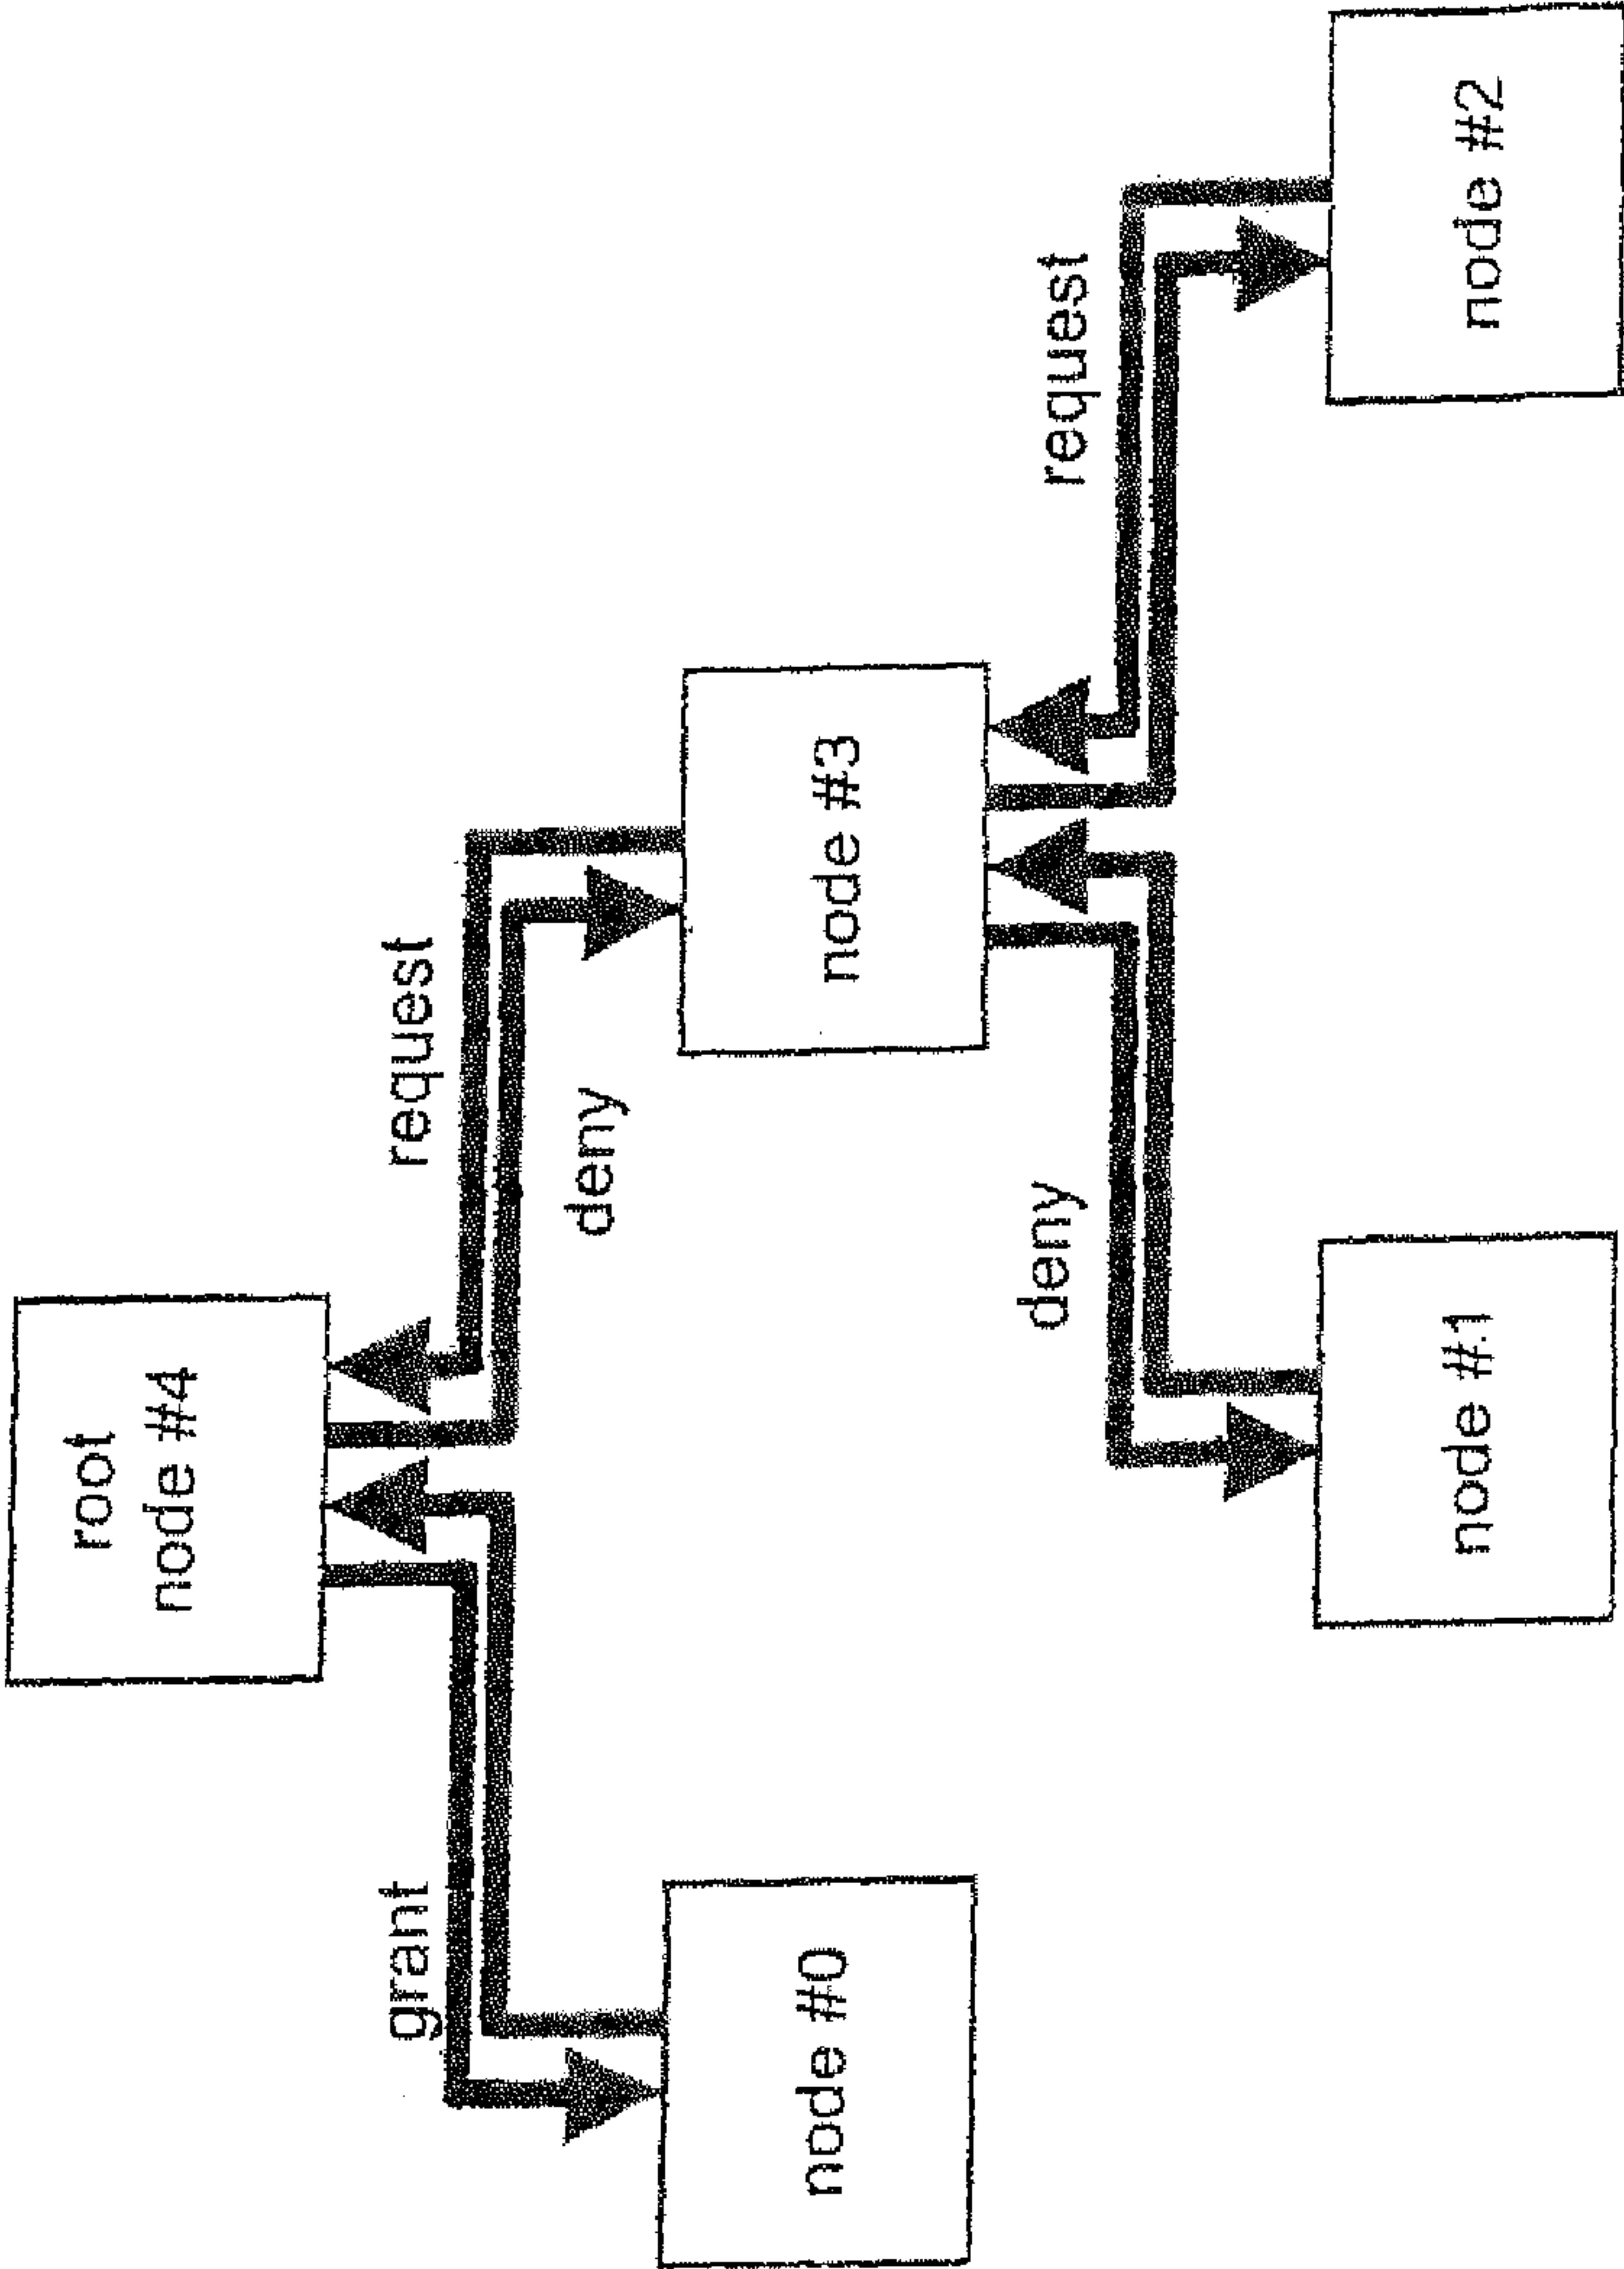 root
node #4
grant
request
deny
node #0
node #3
deny
request
node #1
node #2